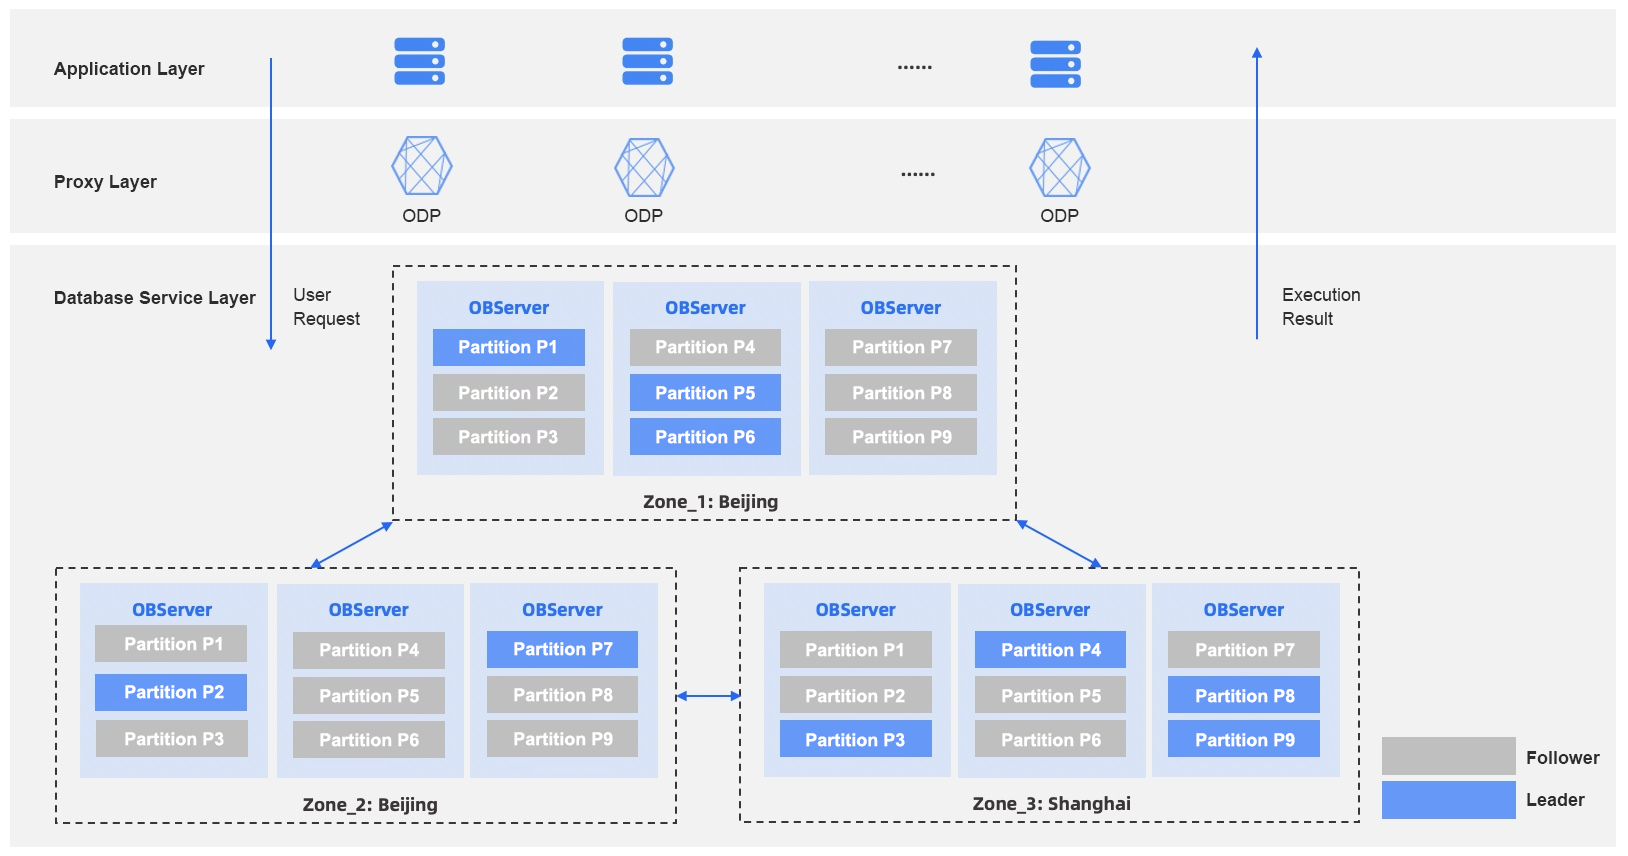 Application Layer
......
Proxy Layer
......
ODP
ODP
ODP
Database Service Layer
User
Request
Execution
Result
OBServer
Partition P1
Partition P2
Partition P3
OBServer
Partition P4
Partition P5
Partition P6
OBServer
Partition P7
Partition P8
Partition P9
Zone_1: Beijing
OBServer
Partition P1
Partition P2
Partition P3
OBServer
Partition P4
Partition P5
Partition P6
OBServer
Partition P7
Partition P8
Partition P9
Zone_2: Beijing
OBServer
Partition P1
Partition P2
Partition P3
OBServer
Partition P4
Partition P5
Partition P6
OBServer
Partition P7
Partition P8
Partition P9
Zone_3: Shanghai
Follower
Leader